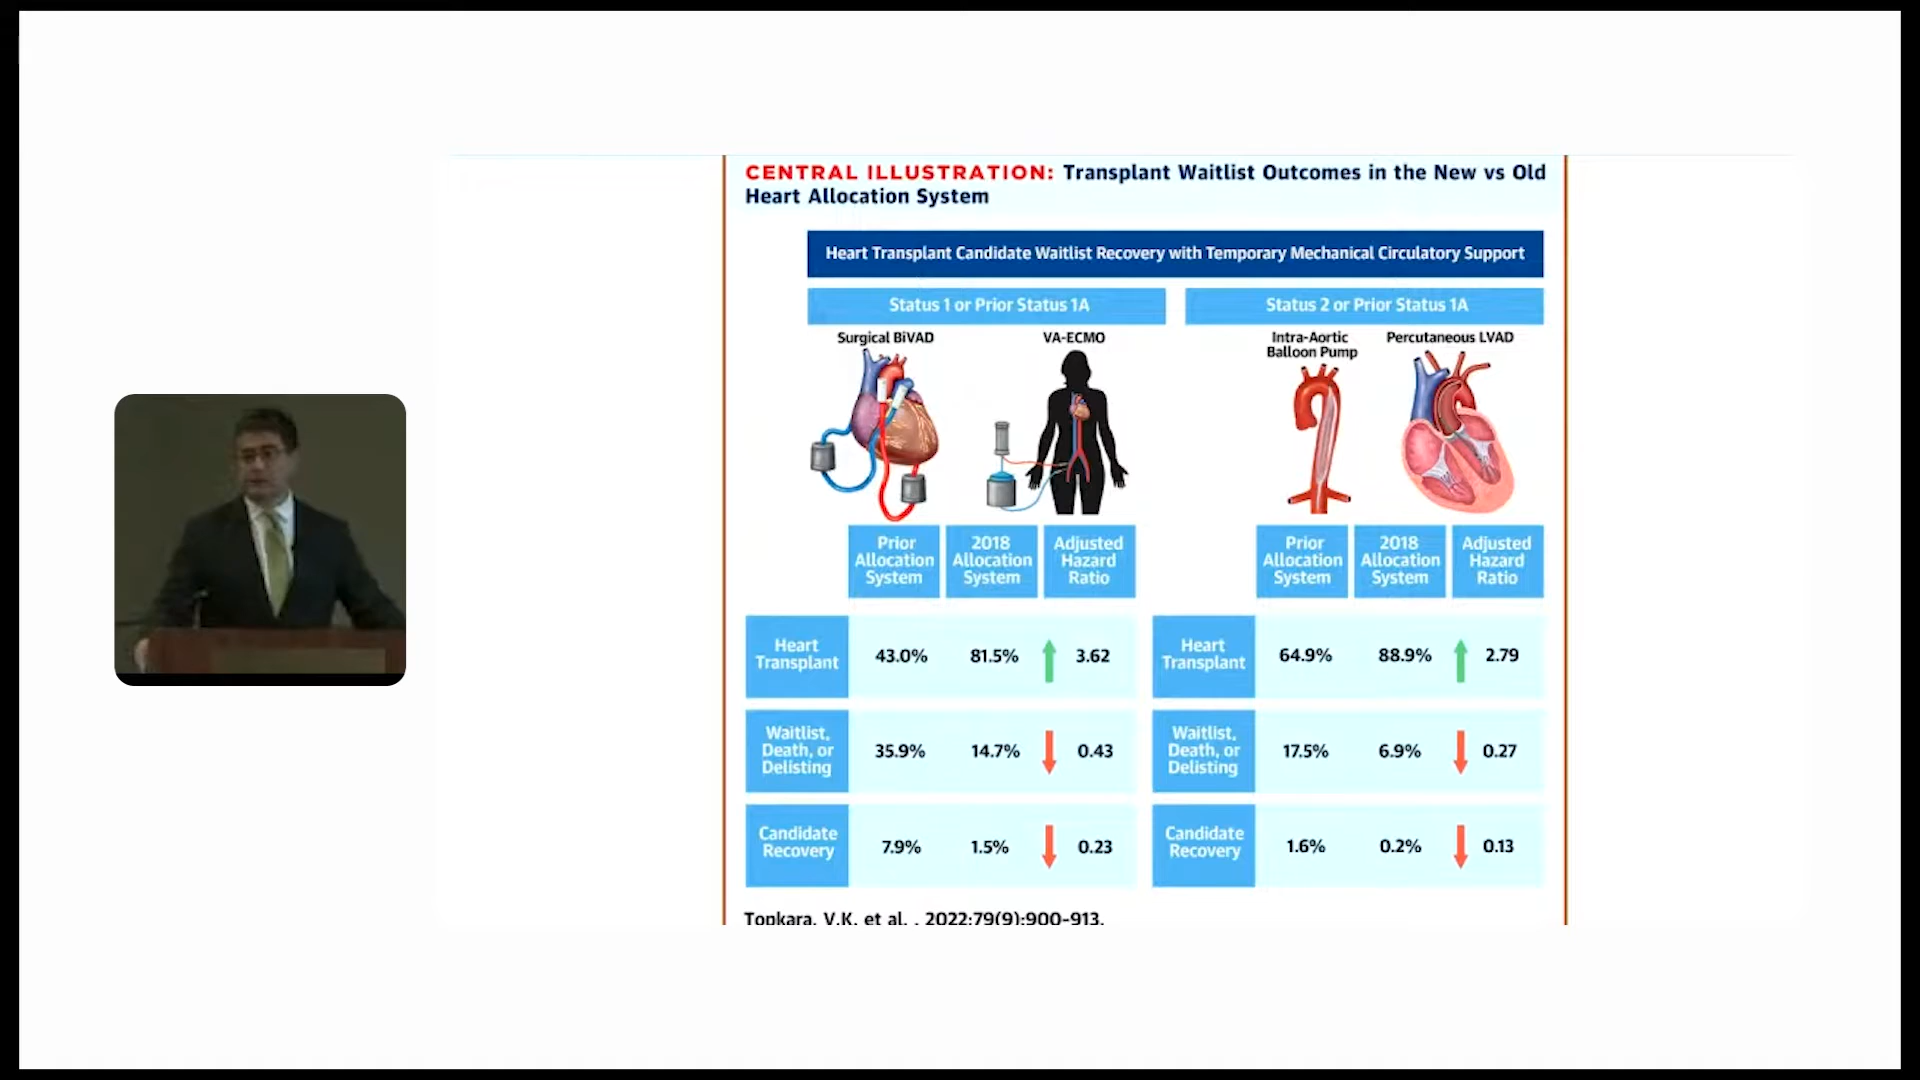 CENTRAL ILLUSTRATION: Transplant Waitlist Outcomes in the New vs Old
Heart Allocation System
Heart Transplant Candidate Waitlist Recovery with Temporary Mechanical Circulatory Support
Status 1 or Prior Status 1A
Surgical BiVAD
VA-ECMO
Prior
Allocation
System
2018
Allocation
System
Adjusted
Hazard
Ratio
Heart
Transplant
43.0%
81.5%
3.62
Waitlist,
Death, or
Delisting
35.9%
14.7%
0.43
Candidate
Recovery
7.9%
1.5%
0.23
Status 2 or Prior Status 1A
Intra-Aortic
Balloon Pump
Percutaneous LVAD
Prior
Allocation
System
2018
Allocation
System
Adjusted
Hazard
Ratio
Heart
Transplant
64.9%
88.9%
2.79
Waitlist,
Death, or
Delisting
17.5%
6.9%
0.27
Candidate
Recovery
1.6%
0.2%
0.13
Topkara, V.K. et al. . 2022;79(9):900-913.